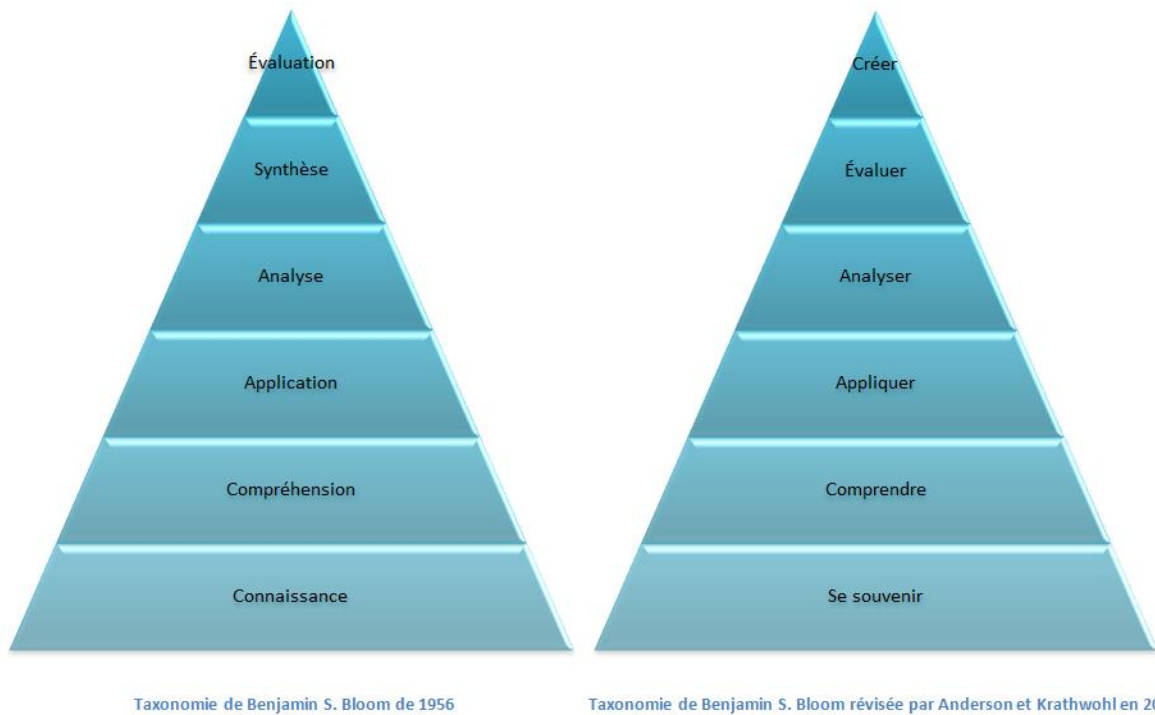 Évaluation
Synthèse
Analyse
Application
Compréhension
Connaissance
Taxonomie de Benjamin S. Bloom de 1956
Créer
Évaluer
Analyser
Appliquer
Comprendre
Se souvenir
Taxonomie de Benjamin S. Bloom révisée par Anderson et Krathwohl en